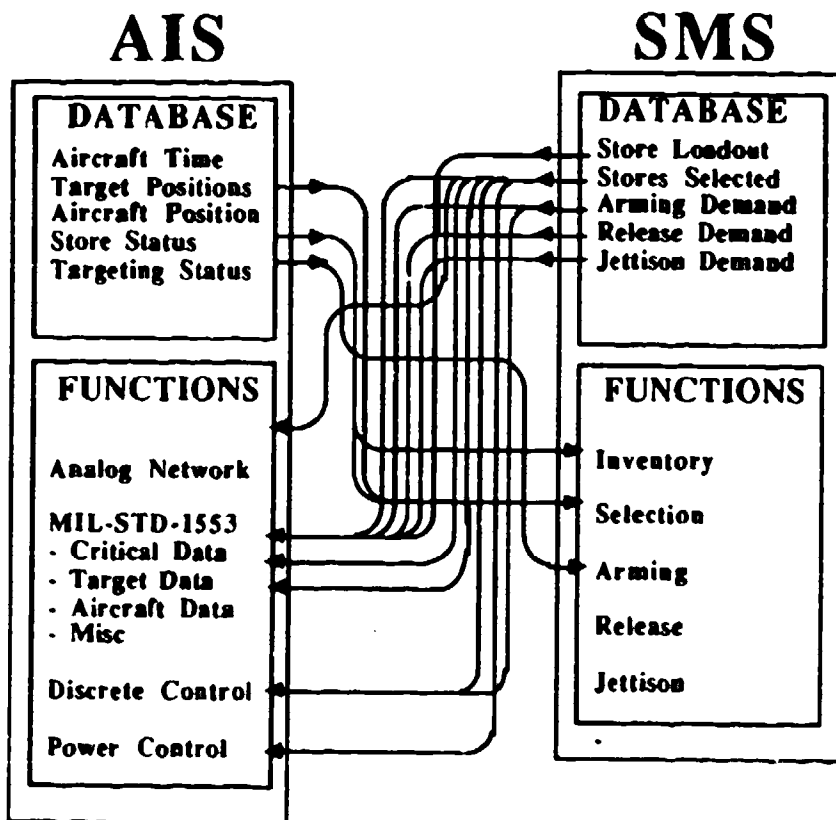 AIS
DATABASE
Aircraft Time
Target Positions
Aircraft Position
Store Status
Targeting Status
FUNCTIONS
Analog Network
MIL-STD-1553
- Critical Data
- Target Data
- Aircraft Data
- Misc
Discrete Control
Power Control
SMS
DATABASE
Store Loadout
Stores Selected
Arming Demand
Release Demand
Jettison Demand
FUNCTIONS
Inventory
Selection
Arming
Release
Jettison